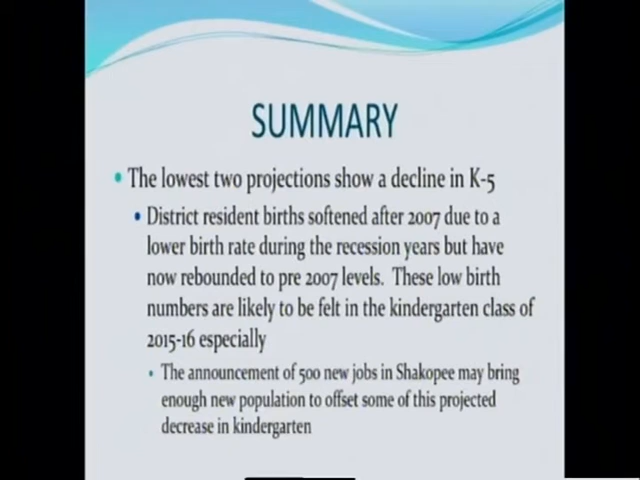 SUMMARY
• The lowest two projections show a decline in K-5
• District resident births softened after 2007 due to a
lower birth rate during the recession years but have
now rebounded to pre 2007 levels. These low birth
numbers are likely to be felt in the kindergarten class of
2015-16 especially
• The announcement of 500 new jobs in Shakopee may bring
enough new population to offset some of this projected
decrease in kindergarten